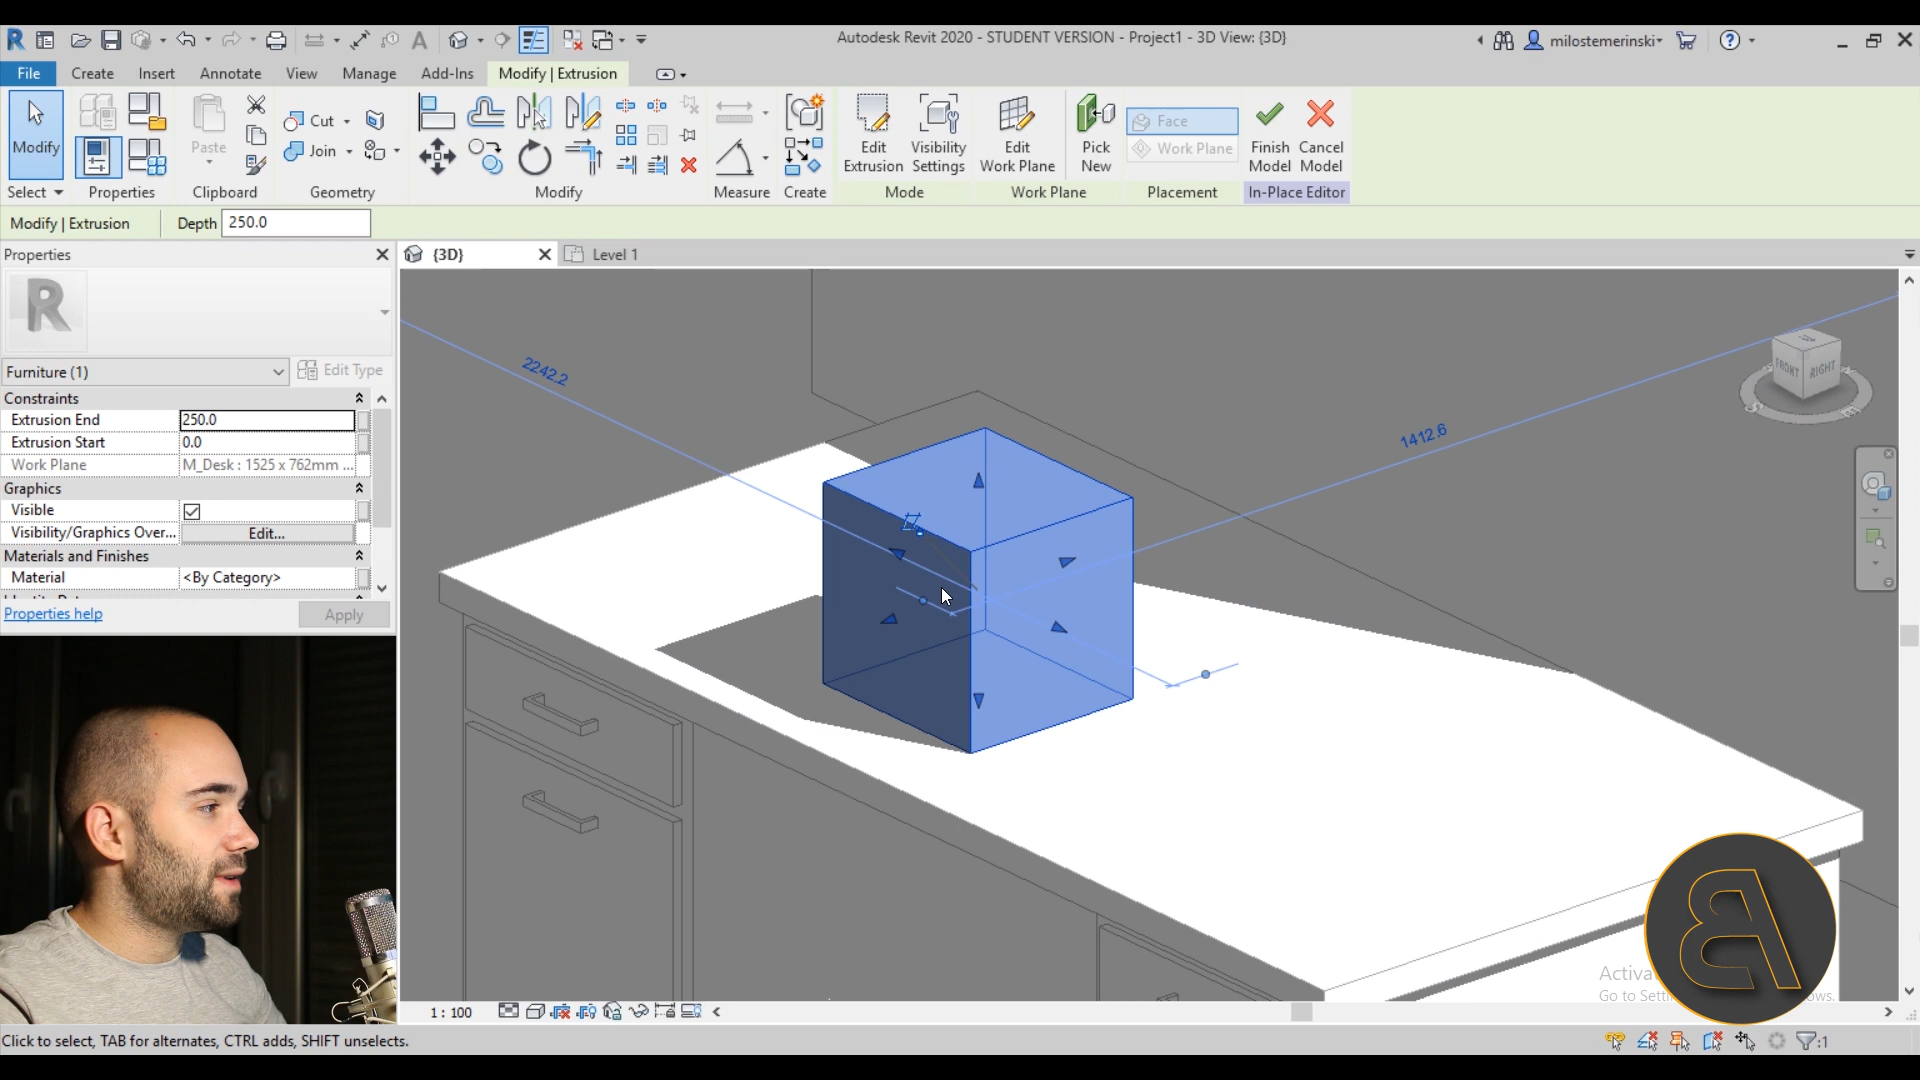 Autodesk Revit 2020 - STUDENT VERSION - Project1 - 3D View: {3D}
milostemerinski
File Create Insert Annotate View Manage Add-Ins Modify | Extrusion
Modify
Paste
Cut
Join
Edit Extrusion
Visibility Settings
Edit Work Plane
Pick New
Face
Work Plane
Finish Model
Cancel Model
Select Properties Clipboard Geometry Modify Measure Create Mode Work Plane Placement In-Place Editor
Modify | Extrusion Depth 250.0
Properties
{3D} Level 1
R
Furniture (1) Edit Type
Constraints
Extrusion End 250.0
Extrusion Start 0.0
Work Plane M_Desk : 1525 x 762mm ...
Graphics
Visible
Visibility/Graphics Over... Edit...
Materials and Finishes
Material <By Category>
Properties help Apply
2242.2
1412.6
FRONT RIGHT
1 : 100
Click to select, TAB for alternates, CTRL adds, SHIFT unselects.
:1